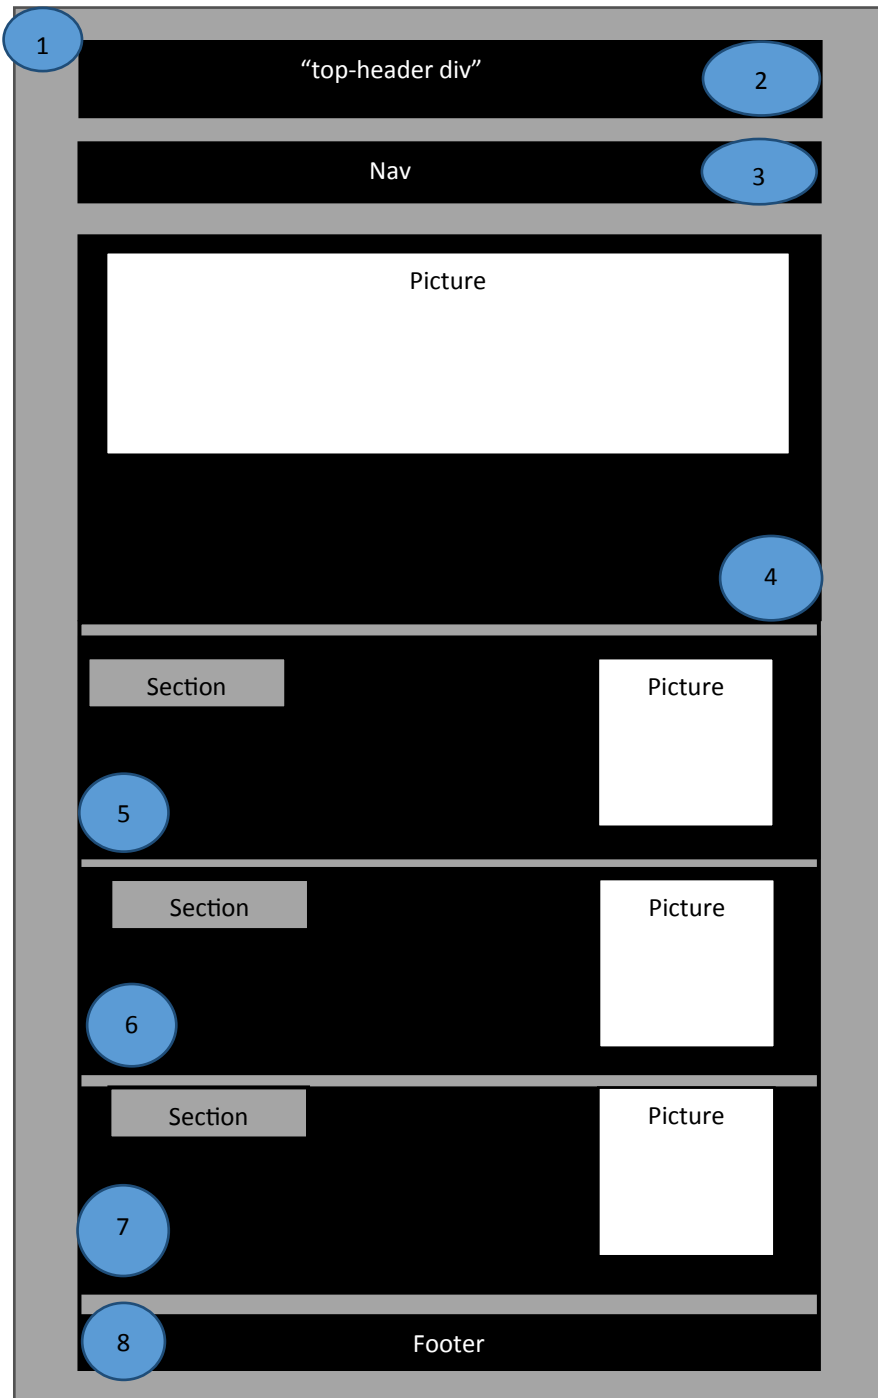 1
“top-header div”
2
Nav
3
Picture
4
Section
Picture
5
Section
Picture
6
Section
Picture
7
8
Footer